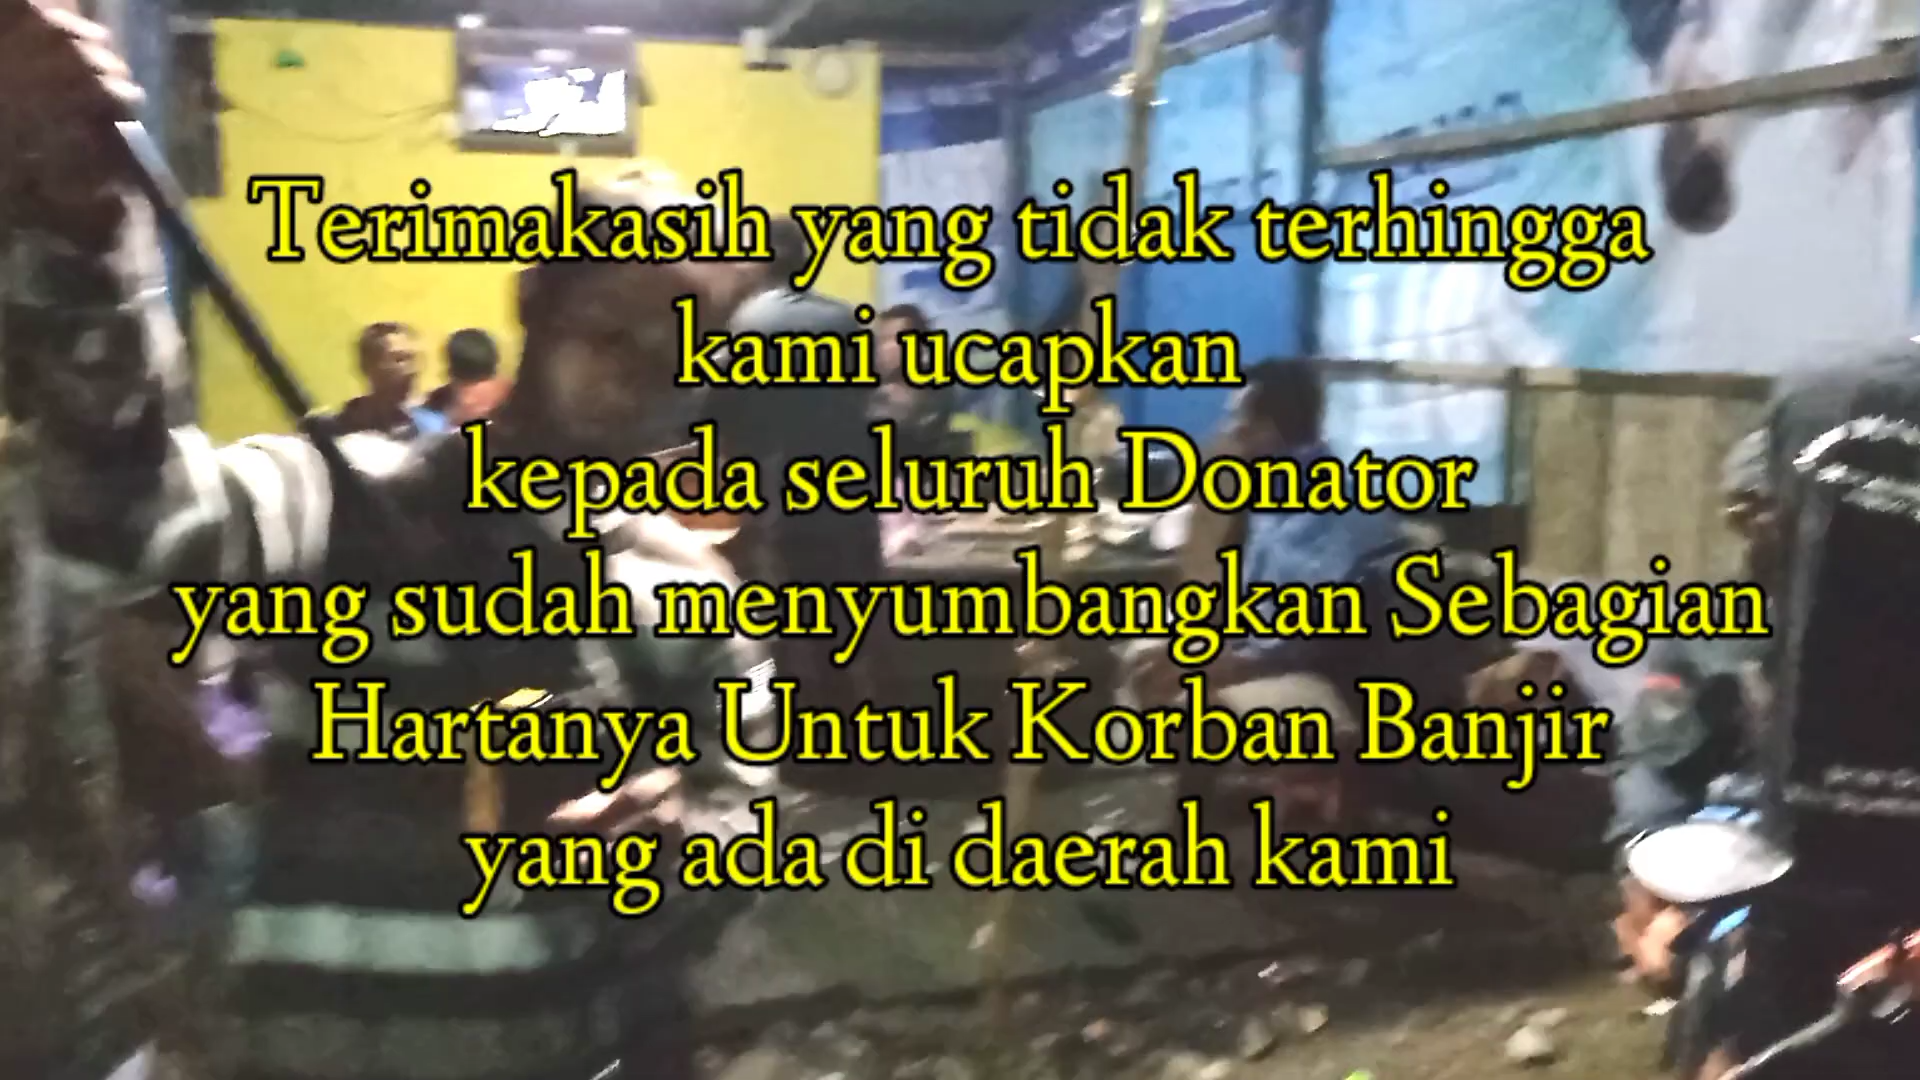 Terimakasih yang tidak terhingga
kami ucapkan
kepada seluruh Donator
yang sudah menyumbangkan Sebagian
Hartanya Untuk Korban Banjir
yang ada di daerah kami